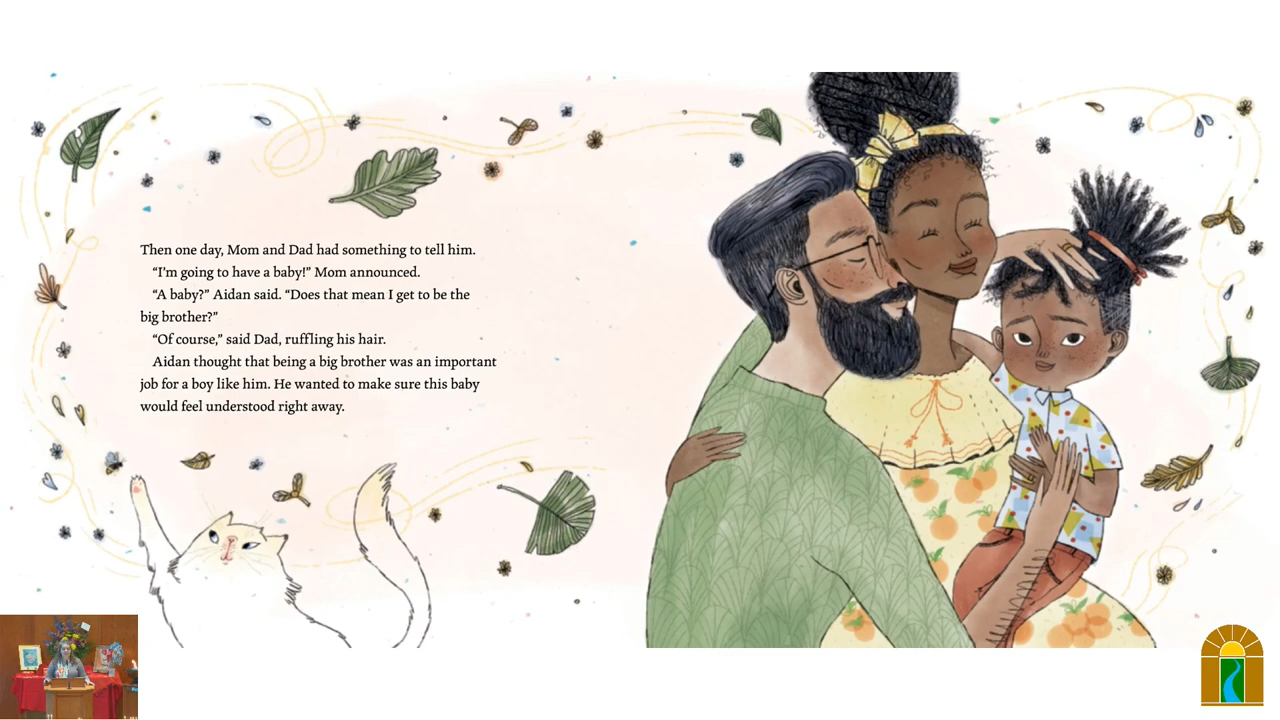 Then one day, Mom and Dad had something to tell him.
“I’m going to have a baby!” Mom announced.
“A baby?” Aidan said. “Does that mean I get to be the
big brother?”
“Of course,” said Dad, ruffling his hair.
Aidan thought that being a big brother was an important
job for a boy like him. He wanted to make sure this baby
would feel understood right away.